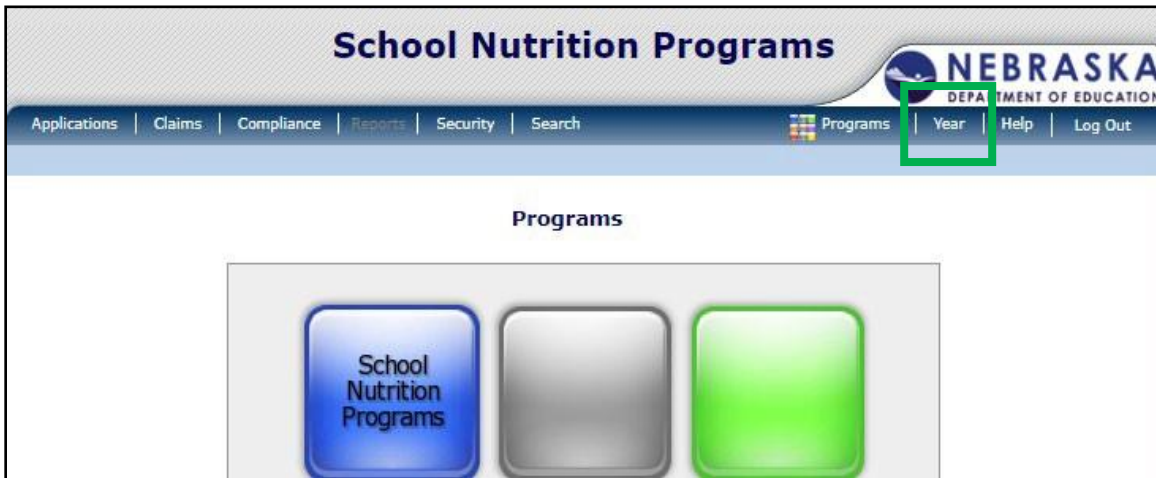 School Nutrition Programs
NEBRASKA
DEPARTMENT OF EDUCATION
Applications | Claims | Compliance | Reports | Security | Search Programs | Year | Help | Log Out
Programs
School
Nutrition
Programs